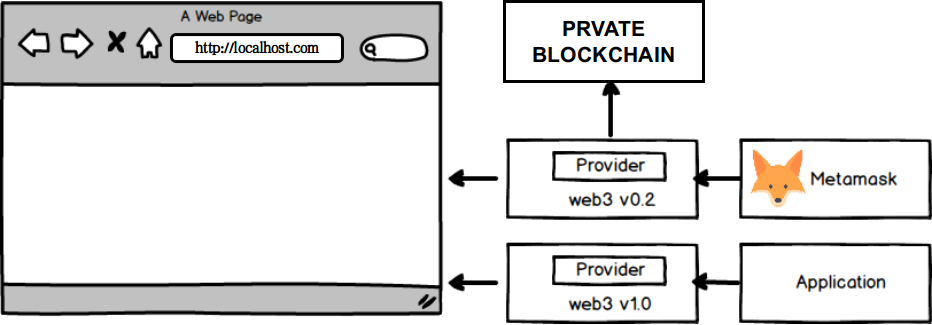 A Web Page
http://localhost.com
PRVATE
BLOCKCHAIN
Provider
web3 v0.2
Metamask
Provider
web3 v1.0
Application